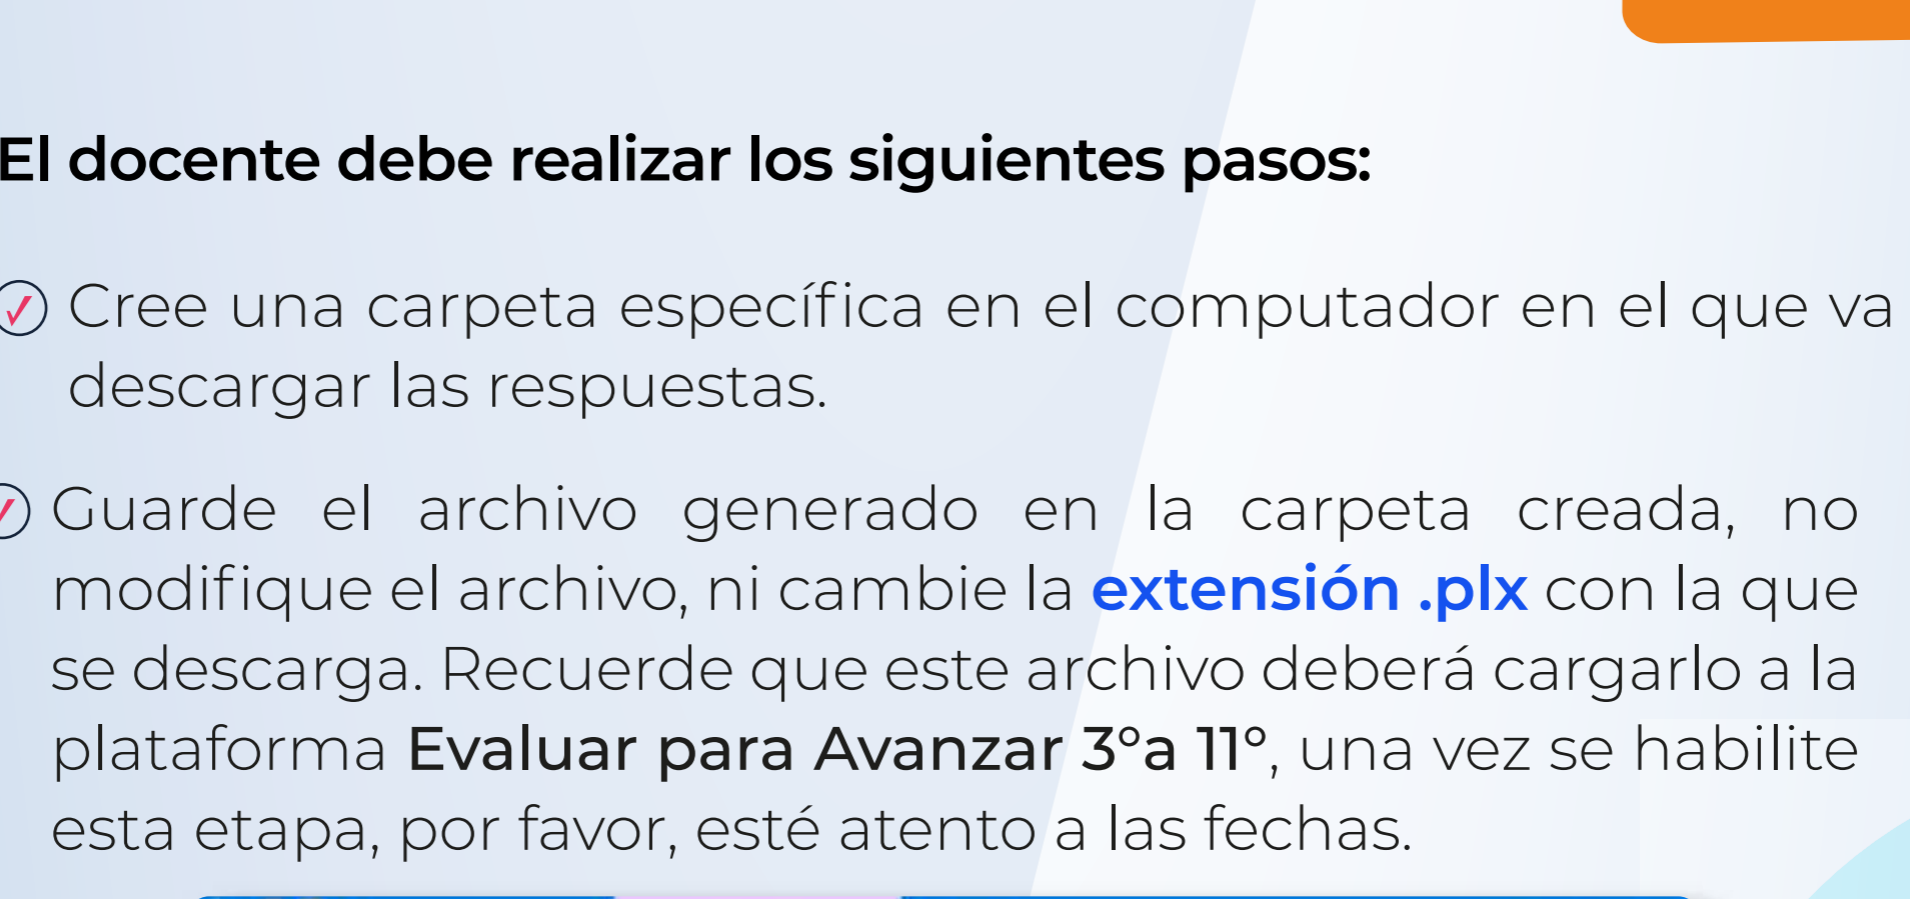 El docente debe realizar los siguientes pasos:
Cree una carpeta específica en el computador en el que va
descargar las respuestas.
Guarde el archivo generado en la carpeta creada, no
modifique el archivo, ni cambie la extensión .plx con la que
se descarga. Recuerde que este archivo deberá cargarlo a la
plataforma Evaluar para Avanzar 3°a 11°, una vez se habilite
esta etapa, por favor, esté atento a las fechas.